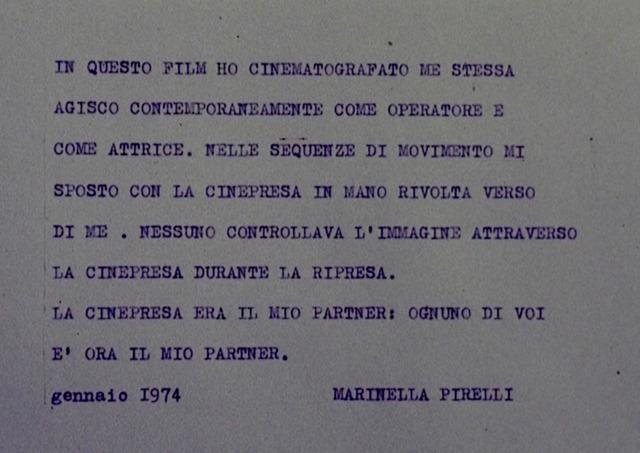 IN QUESTO FILM HO CINEMATOGRAFATO ME STESSA
AGISCO CONTEMPORANEAMENTE COME OPERATORE E
COME ATTRICE. NELLE SEQUENZE DI MOVIMENTO MI
SPOSTO CON LA CINEPRESA IN MANO RIVOLTA VERSO
DI ME . NESSUNO CONTROLLAVA L'IMMAGINE ATTRAVERSO
LA CINEPRESA DURANTE LA RIPRESA.
LA CINEPRESA ERA IL MIO PARTNER: OGNUNO DI VOI
E' ORA IL MIO PARTNER.
gennaio I974 MARINELLA PIRELLI